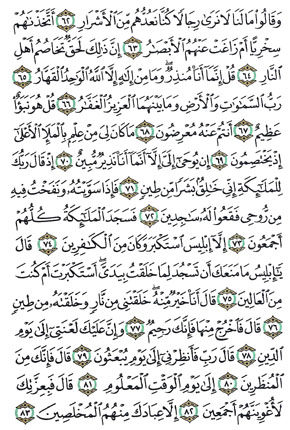 وَقَالُوا۟ مَا لَنَا لَا نَرَىٰ رِجَالًا كُنَّا نَعُدُّهُم مِّنَ ٱلْأَشْرَارِ ٦٢ أَتَّخَذْنَٰهُمْ
سِخْرِيًّا أَمْ زَاغَتْ عَنْهُمُ ٱلْأَبْصَٰرُ ٦٣ إِنَّ ذَٰلِكَ لَحَقٌّ تَخَاصُمُ أَهْلِ
ٱلنَّارِ ٦٤ قُلْ إِنَّمَآ أَنَا۠ مُنذِرٌ وَمَا مِنْ إِلَٰهٍ إِلَّا ٱللَّهُ ٱلْوَٰحِدُ ٱلْقَهَّارُ ٦٥
رَبُّ ٱلسَّمَٰوَٰتِ وَٱلْأَرْضِ وَمَا بَيْنَهُمَا ٱلْعَزِيزُ ٱلْغَفَّٰرُ ٦٦ قُلْ هُوَ نَبَؤٌا۟
عَظِيمٌ ٦٧ أَنتُمْ عَنْهُ مُعْرِضُونَ ٦٨ مَا كَانَ لِىَ مِنْ عِلْمٍۭ بِٱلْمَلَإِ ٱلْأَعْلَىٰٓ
إِذْ يَخْتَصِمُونَ ٦٩ إِن يُوحَىٰٓ إِلَىَّ إِلَّآ أَنَّمَآ أَنَا۠ نَذِيرٌ مُّبِينٌ ٧٠ إِذْ قَالَ رَبُّكَ
لِلْمَلَٰٓئِكَةِ إِنِّى خَٰلِقٌۢ بَشَرًا مِّن طِينٍ ٧١ فَإِذَا سَوَّيْتُهُۥ وَنَفَخْتُ فِيهِ
مِن رُّوحِى فَقَعُوا۟ لَهُۥ سَٰجِدِينَ ٧٢ فَسَجَدَ ٱلْمَلَٰٓئِكَةُ كُلُّهُمْ
أَجْمَعُونَ ٧٣ إِلَّآ إِبْلِيسَ ٱسْتَكْبَرَ وَكَانَ مِنَ ٱلْكَٰفِرِينَ ٧٤ قَالَ
يَٰٓإِبْلِيسُ مَا مَنَعَكَ أَن تَسْجُدَ لِمَا خَلَقْتُ بِيَدَىَّ أَسْتَكْبَرْتَ أَمْ كُنتَ
مِنَ ٱلْعَالِينَ ٧٥ قَالَ أَنَا۠ خَيْرٌ مِّنْهُ خَلَقْتَنِى مِن نَّارٍ وَخَلَقْتَهُۥ مِن طِينٍ
٧٦ قَالَ فَٱخْرُجْ مِنْهَا فَإِنَّكَ رَجِيمٌ ٧٧ وَإِنَّ عَلَيْكَ لَعْنَتِىٓ إِلَىٰ يَوْمِ
ٱلدِّينِ ٧٨ قَالَ رَبِّ فَأَنظِرْنِىٓ إِلَىٰ يَوْمِ يُبْعَثُونَ ٧٩ قَالَ فَإِنَّكَ مِنَ
ٱلْمُنظَرِينَ ٨٠ إِلَىٰ يَوْمِ ٱلْوَقْتِ ٱلْمَعْلُومِ ٨١ قَالَ فَبِعِزَّتِكَ
لَأُغْوِيَنَّهُمْ أَجْمَعِينَ ٨٢ إِلَّا عِبَادَكَ مِنْهُمُ ٱلْمُخْلَصِينَ ٨٣